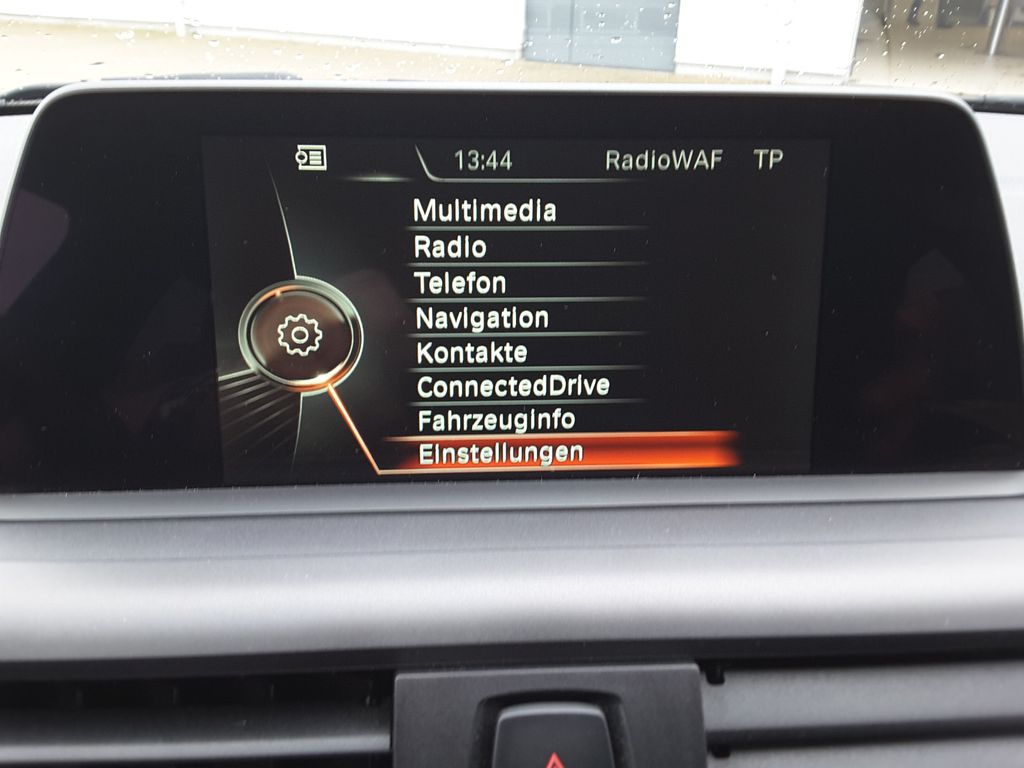 13:44 RadioWAF TP
Multimedia
Radio
Telefon
Navigation
Kontakte
ConnectedDrive
Fahrzeuginfo
Einstellungen